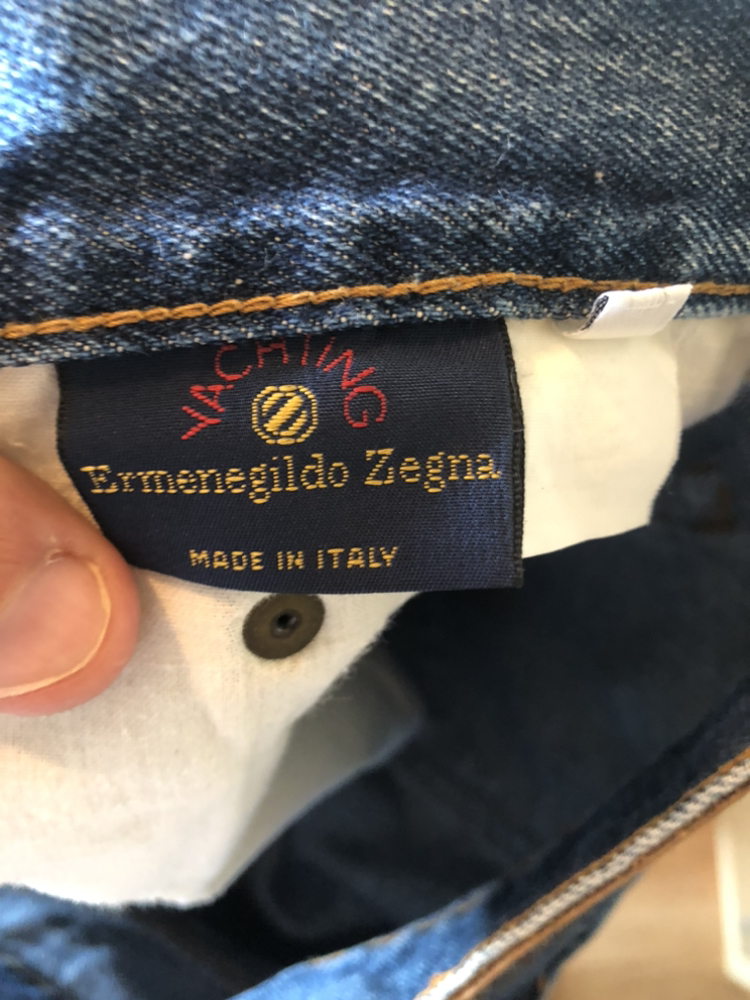 YACHTING
Ermenegildo Zegna
MADE IN ITALY